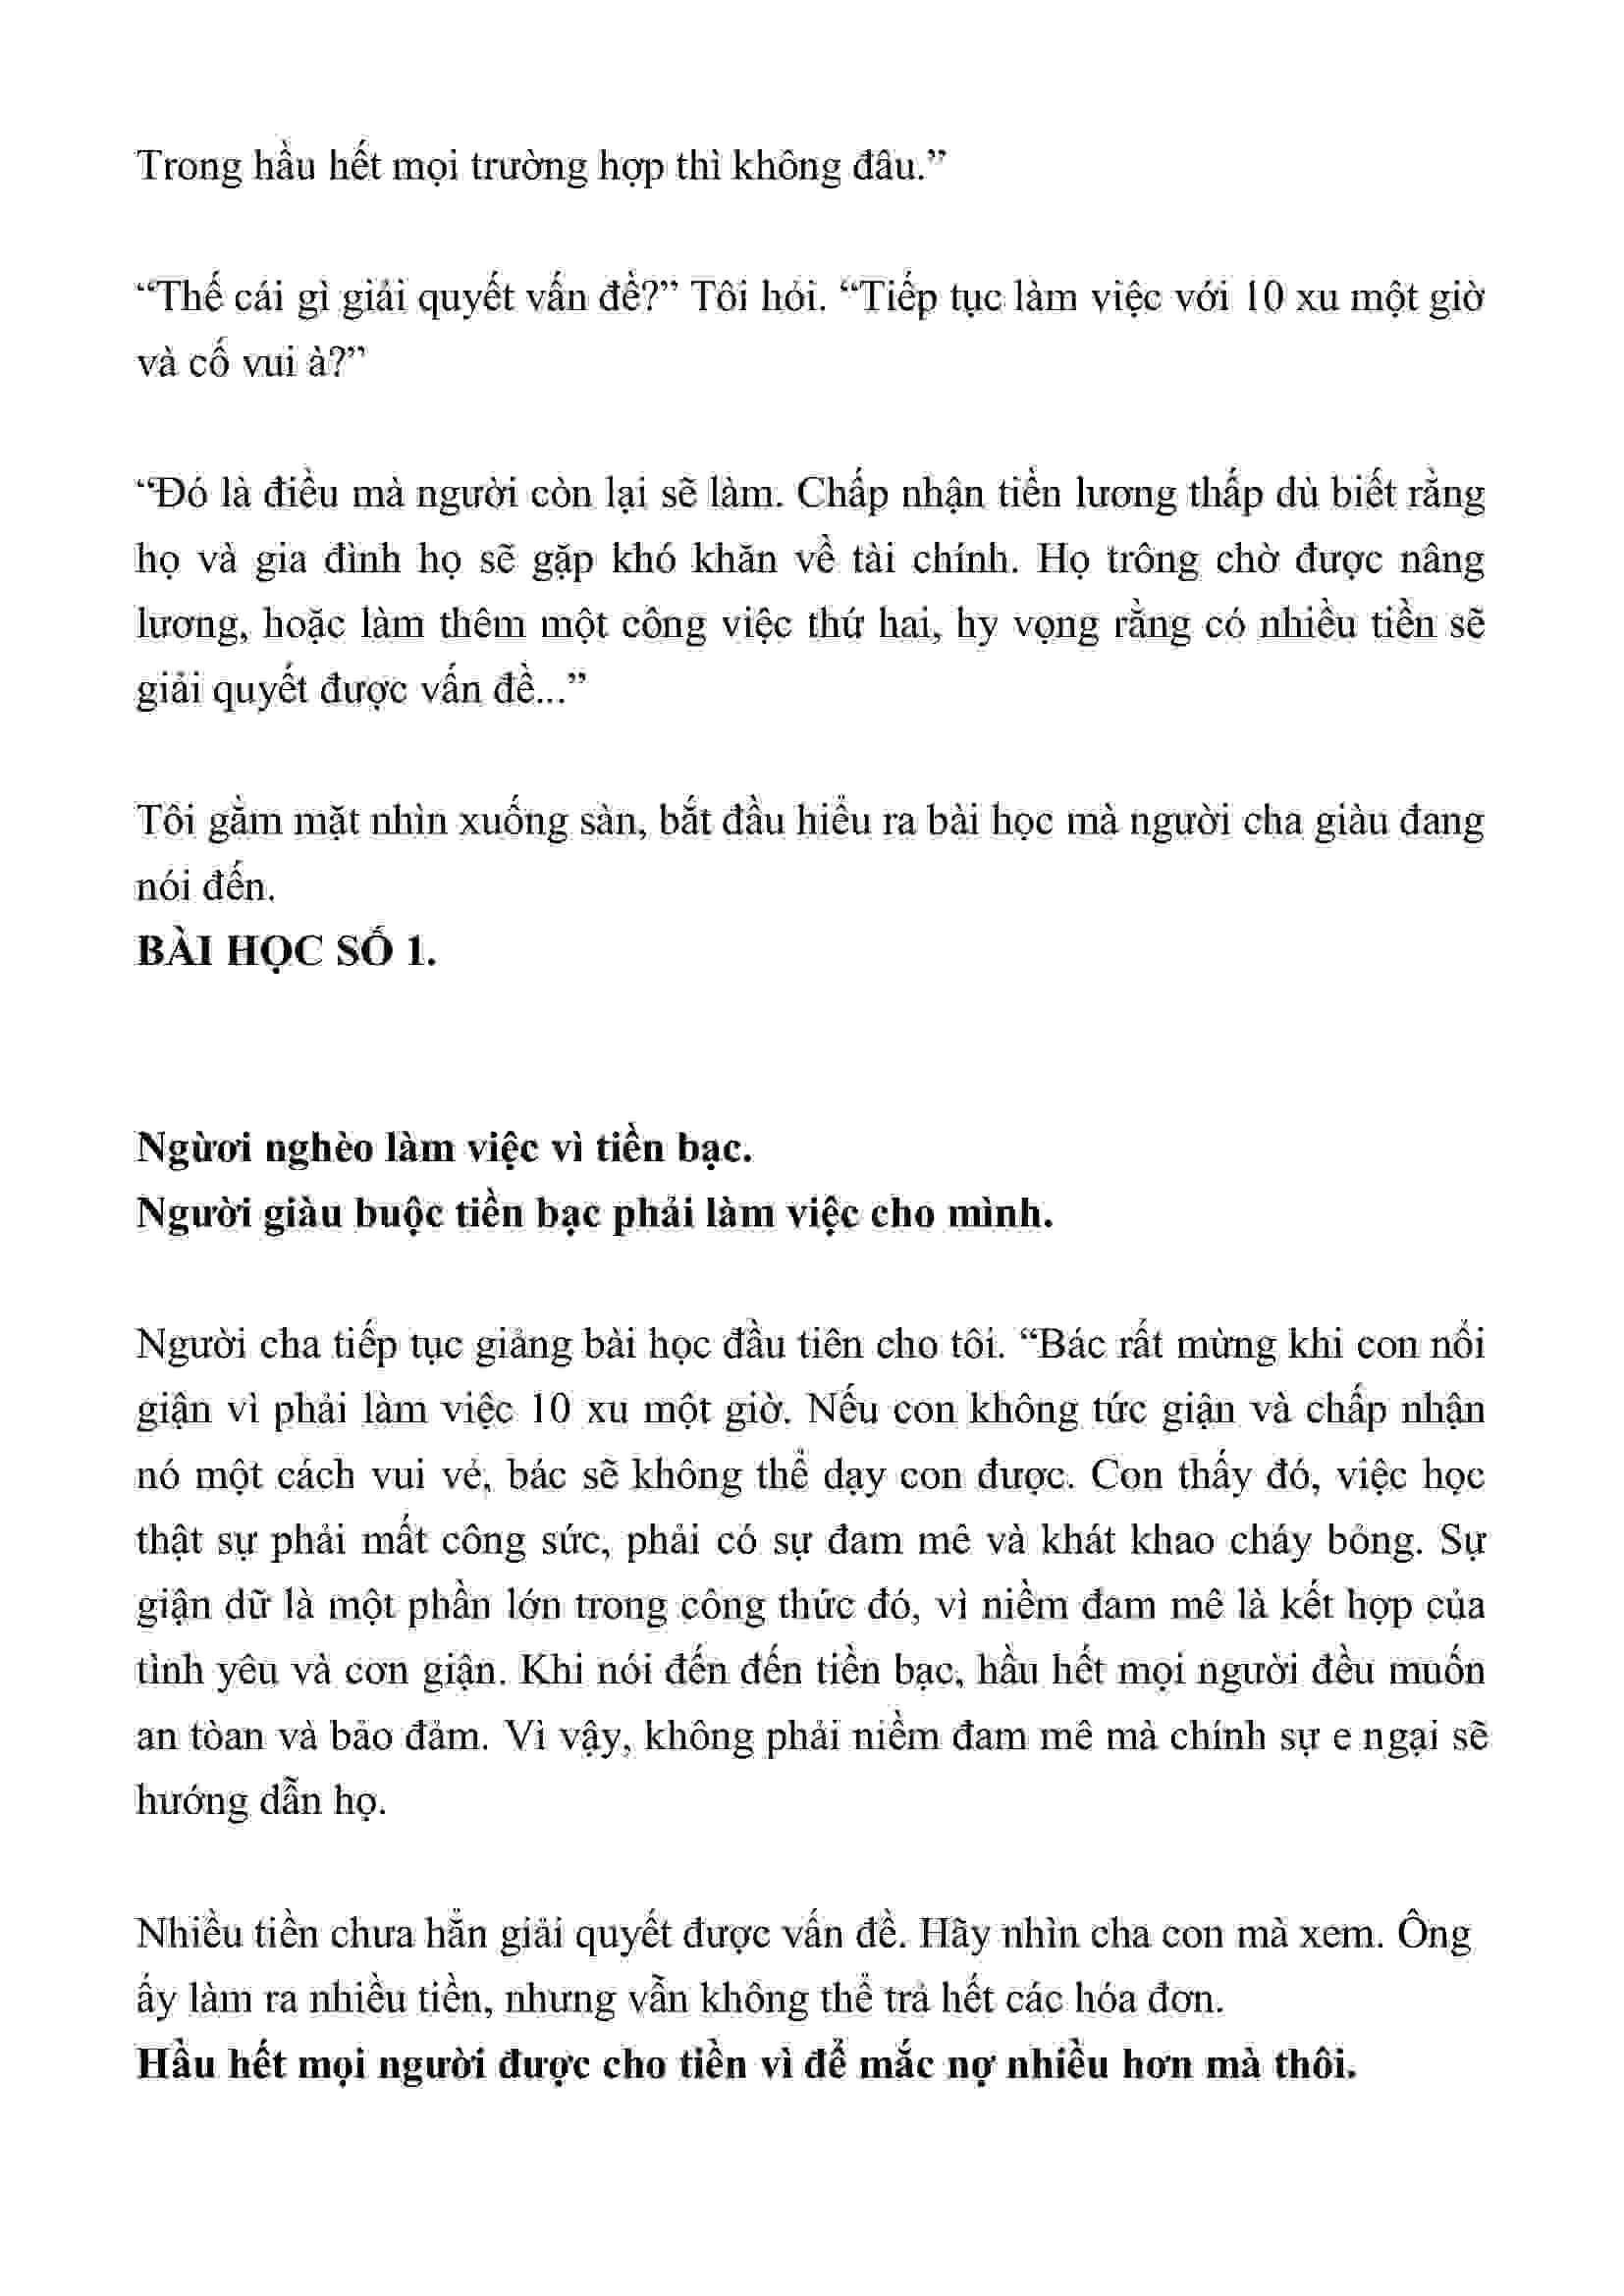 Trong hầu hết mọi trường hợp thì không đâu.”
“Thế cái gì giải quyết vấn đề?” Tôi hỏi. “Tiếp tục làm việc với 10 xu một giờ
và cố vui à?”
“Đó là điều mà người còn lại sẽ làm. Chấp nhận tiền lương thấp dù biết rằng
họ và gia đình họ sẽ gặp khó khăn về tài chính. Họ trông chờ được nâng
lương, hoặc làm thêm một công việc thứ hai, hy vọng rằng có nhiều tiền sẽ
giải quyết được vấn đề...”
Tôi gằm mặt nhìn xuống sàn, bắt đầu hiểu ra bài học mà người cha giàu đang
nói đến.
BÀI HỌC SỐ 1.
Ngừơi nghèo làm việc vì tiền bạc.
Người giàu buộc tiền bạc phải làm việc cho mình.
Người cha tiếp tục giảng bài học đầu tiên cho tôi. “Bác rất mừng khi con nổi
giận vì phải làm việc 10 xu một giờ. Nếu con không tức giận và chấp nhận
nó một cách vui vẻ, bác sẽ không thể dạy con được. Con thấy đó, việc học
thật sự phải mất công sức, phải có sự đam mê và khát khao cháy bỏng. Sự
giận dữ là một phần lớn trong công thức đó, vì niềm đam mê là kết hợp của
tình yêu và cơn giận. Khi nói đến đến tiền bạc, hầu hết mọi người đều muốn
an tòan và bảo đảm. Vì vậy, không phải niềm đam mê mà chính sự e ngại sẽ
hướng dẫn họ.
Nhiều tiền chưa hẳn giải quyết được vấn đề. Hãy nhìn cha con mà xem. Ông
ấy làm ra nhiều tiền, nhưng vẫn không thể trả hết các hóa đơn.
Hầu hết mọi người được cho tiền vì để mắc nợ nhiều hơn mà thôi.